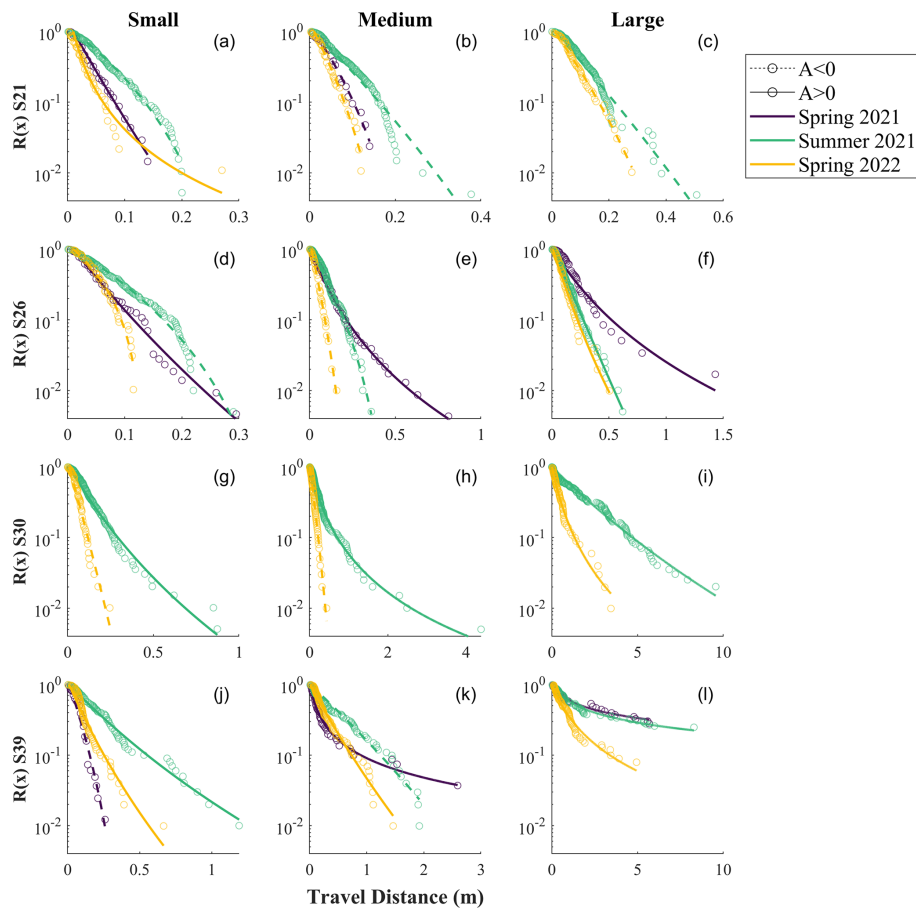 Small Medium Large
(a) (b) (c)
A<0
A>0
Spring 2021
Summer 2021
Spring 2022
R(x) S21
10^0
10^-1
10^-2
0 0.1 0.2 0.3
0 0.2 0.4
0 0.2 0.4 0.6
(d) (e) (f)
R(x) S26
10^0
10^-1
10^-2
0 0.1 0.2 0.3
0 0.5 1
0 0.5 1 1.5
(g) (h) (i)
R(x) S30
10^0
10^-1
10^-2
0 0.5 1
0 2 4
0 5 10
(j) (k) (l)
R(x) S39
10^0
10^-1
10^-2
0 0.5 1
0 1 2 3
0 5 10
Travel Distance (m)